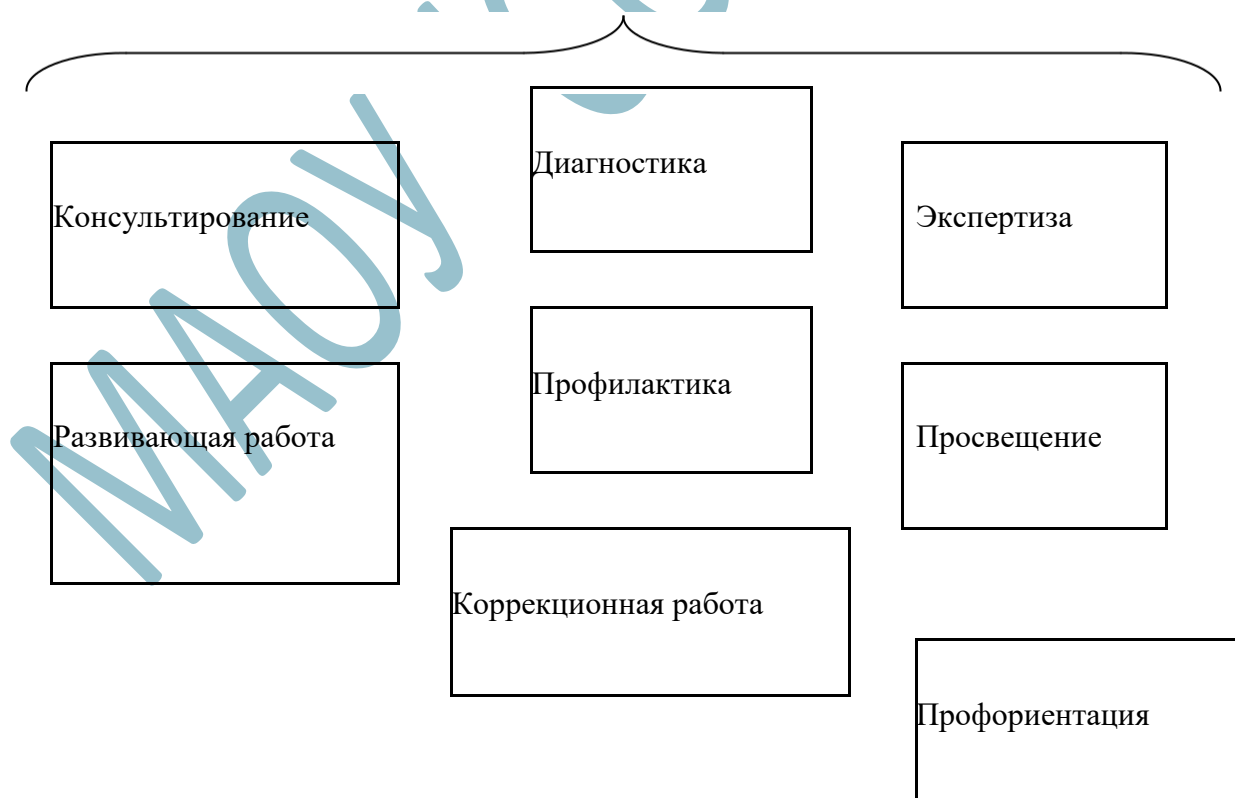 Диагностика
Консультирование
Экспертиза
Профилактика
Развивающая работа
Просвещение
Коррекционная работа
Профориентация
МАОУ